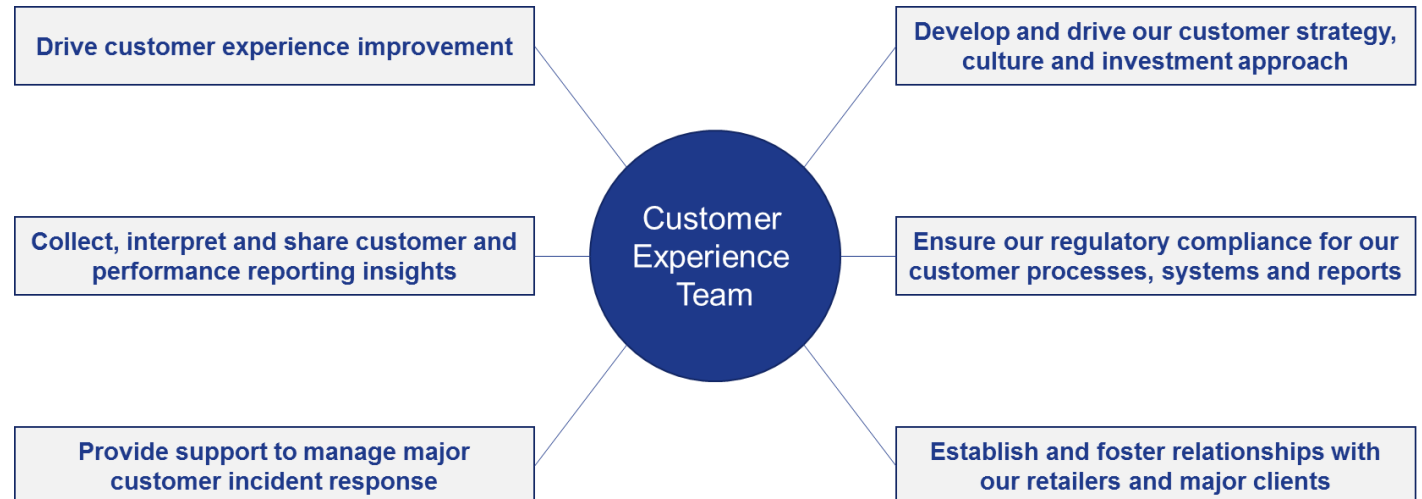 Drive customer experience improvement
Develop and drive our customer strategy,
culture and investment approach
Collect, interpret and share customer and
performance reporting insights
Customer
Experience
Team
Ensure our regulatory compliance for our
customer processes, systems and reports
Provide support to manage major
customer incident response
Establish and foster relationships with
our retailers and major clients